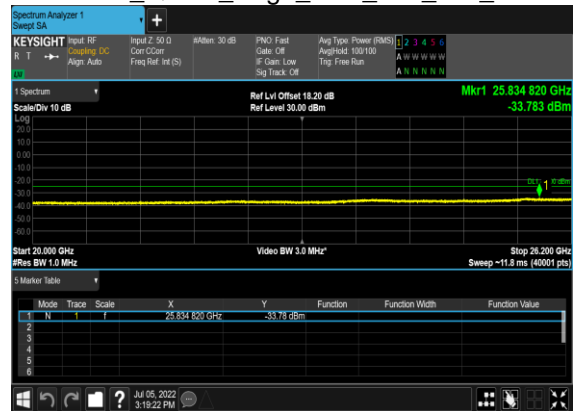 Spectrum Analyzer 1
Swept SA
+
KEYSIGHT Input: RF Input Z: 50 Ω #Atten: 30 dB PNO: Fast Avg Type: Power (RMS) 1 2 3 4 5 6
R T Coupling: DC Corr CCorr Gate: Off Avg|Hold: 100/100 A W W W W W
Align: Auto Freq Ref: Int (S) IF Gain: Low Trig: Free Run
LXI Sig Track: Off A N N N N N
1 Spectrum Ref Lvl Offset 18.20 dB Mkr1 25.834 820 GHz
Scale/Div 10 dB Ref Level 30.00 dBm -33.783 dBm
Log
20.0
10.0
0.00
-10.0
-20.0
DL1 1 dBm
-30.0
-40.0
-50.0
-60.0
Start 20.000 GHz Video BW 3.0 MHz* Stop 26.200 GHz
#Res BW 1.0 MHz Sweep ~11.8 ms (40001 pts)
5 Marker Table
Mode Trace Scale X Y Function Function Width Function Value
1 N 1 f 25.834 820 GHz -33.78 dBm
2
3
4
5
6
? Jul 05, 2022
3:19:22 PM